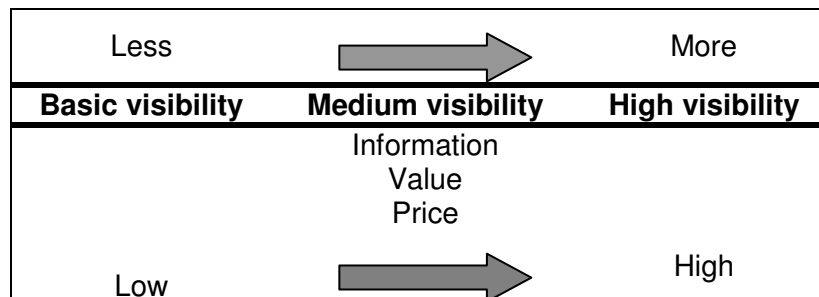 Less More
Basic visibility Medium visibility High visibility
Information
Value
Price
Low High